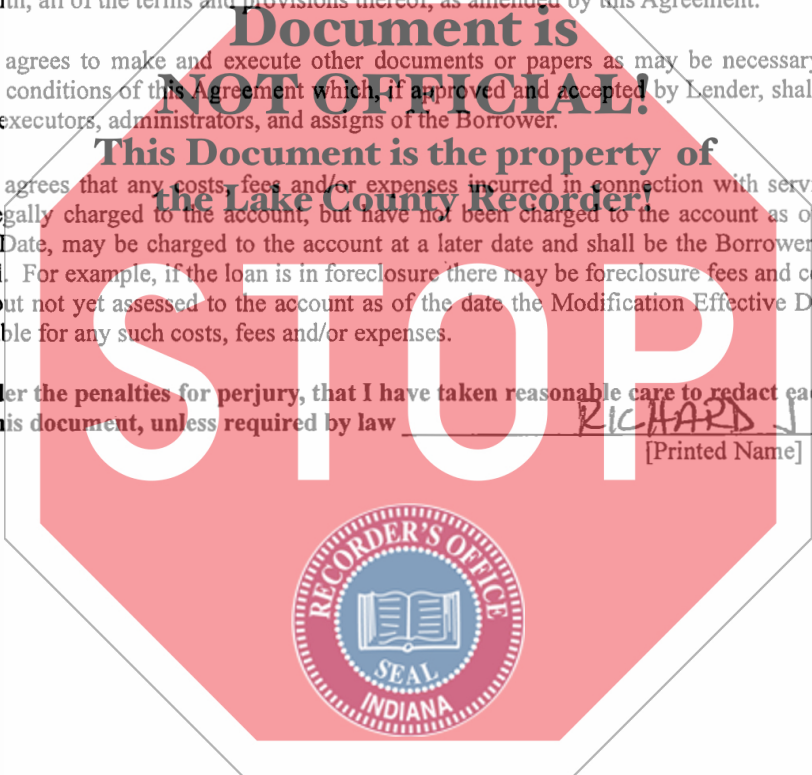 th, all of the terms and provisions thereof, as amended by this Agreement.
Document is
agrees to make and execute other documents or papers as may be necessary
NOT OFFICIAL!
conditions of this Agreement which, if approved and accepted by Lender, shal
executors, administrators, and assigns of the Borrower.
This Document is the property of
the Lake County Recorder!
agrees that any costs, fees and/or expenses incurred in connection with serv
egally charged to the account, but have not been charged to the account as o
Date, may be charged to the account at a later date and shall be the Borrower
. For example, if the loan is in foreclosure there may be foreclosure fees and c
out not yet assessed to the account as of the date the Modification Effective D
ble for any such costs, fees and/or expenses.
STOP
er the penalties for perjury, that I have taken reasonable care to redact ea
is document, unless required by law RICHARD J
[Printed Name]
RECORDER'S OFFICE
SEAL
INDIANA